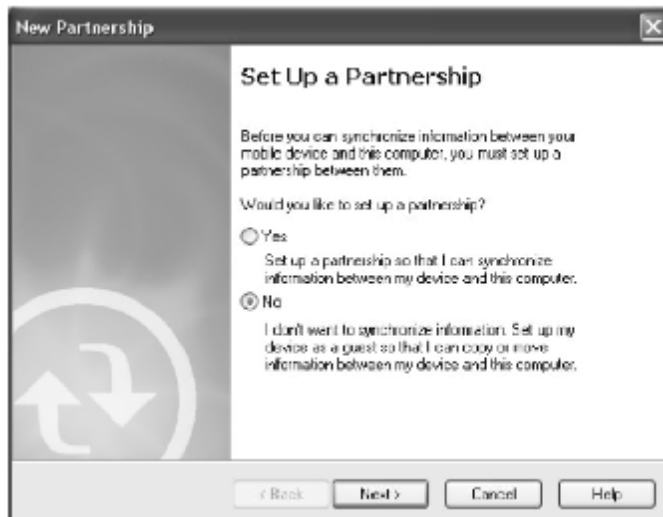 New Partnership
Set Up a Partnership
Before you can synchronize information between your
mobile device and this computer, you must set up a
partnership between them.
Would you like to set up a partnership?
Yes
Set up a partnership so that I can synchronize
information between my device and this computer.
No
I don't want to synchronize information. Set up my
device as a guest so that I can copy or move
information between my device and this computer.
< Back Next > Cancel Help